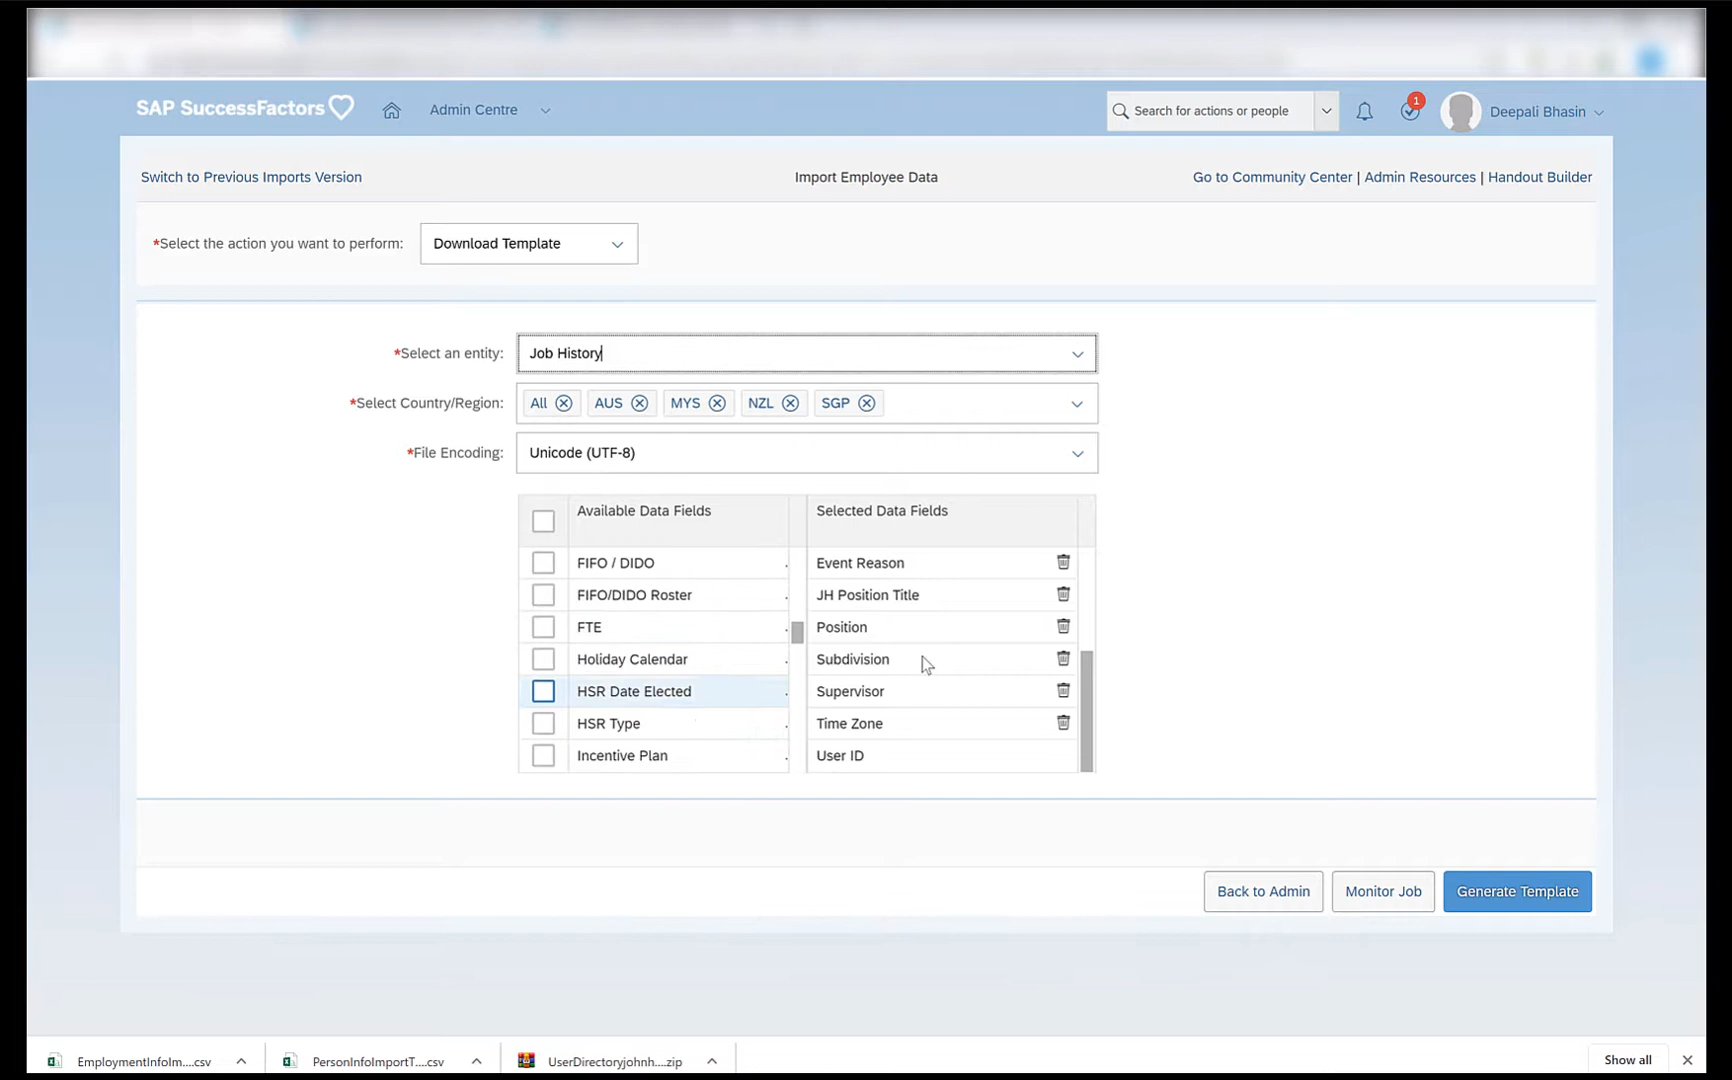 SAP SuccessFactors
Admin Centre
Search for actions or people
1
Deepali Bhasin
Switch to Previous Imports Version
Import Employee Data
Go to Community Center | Admin Resources | Handout Builder
*Select the action you want to perform:
Download Template
*Select an entity:
Job History
*Select Country/Region:
All
AUS
MYS
NZL
SGP
*File Encoding:
Unicode (UTF-8)
Available Data Fields
Selected Data Fields
FIFO / DIDO
Event Reason
FIFO/DIDO Roster
JH Position Title
FTE
Position
Holiday Calendar
Subdivision
HSR Date Elected
Supervisor
HSR Type
Time Zone
Incentive Plan
User ID
Back to Admin
Monitor Job
Generate Template
EmploymentInfoIm....csv
PersonInfoImportT....csv
UserDirectoryjohnh....zip
Show all